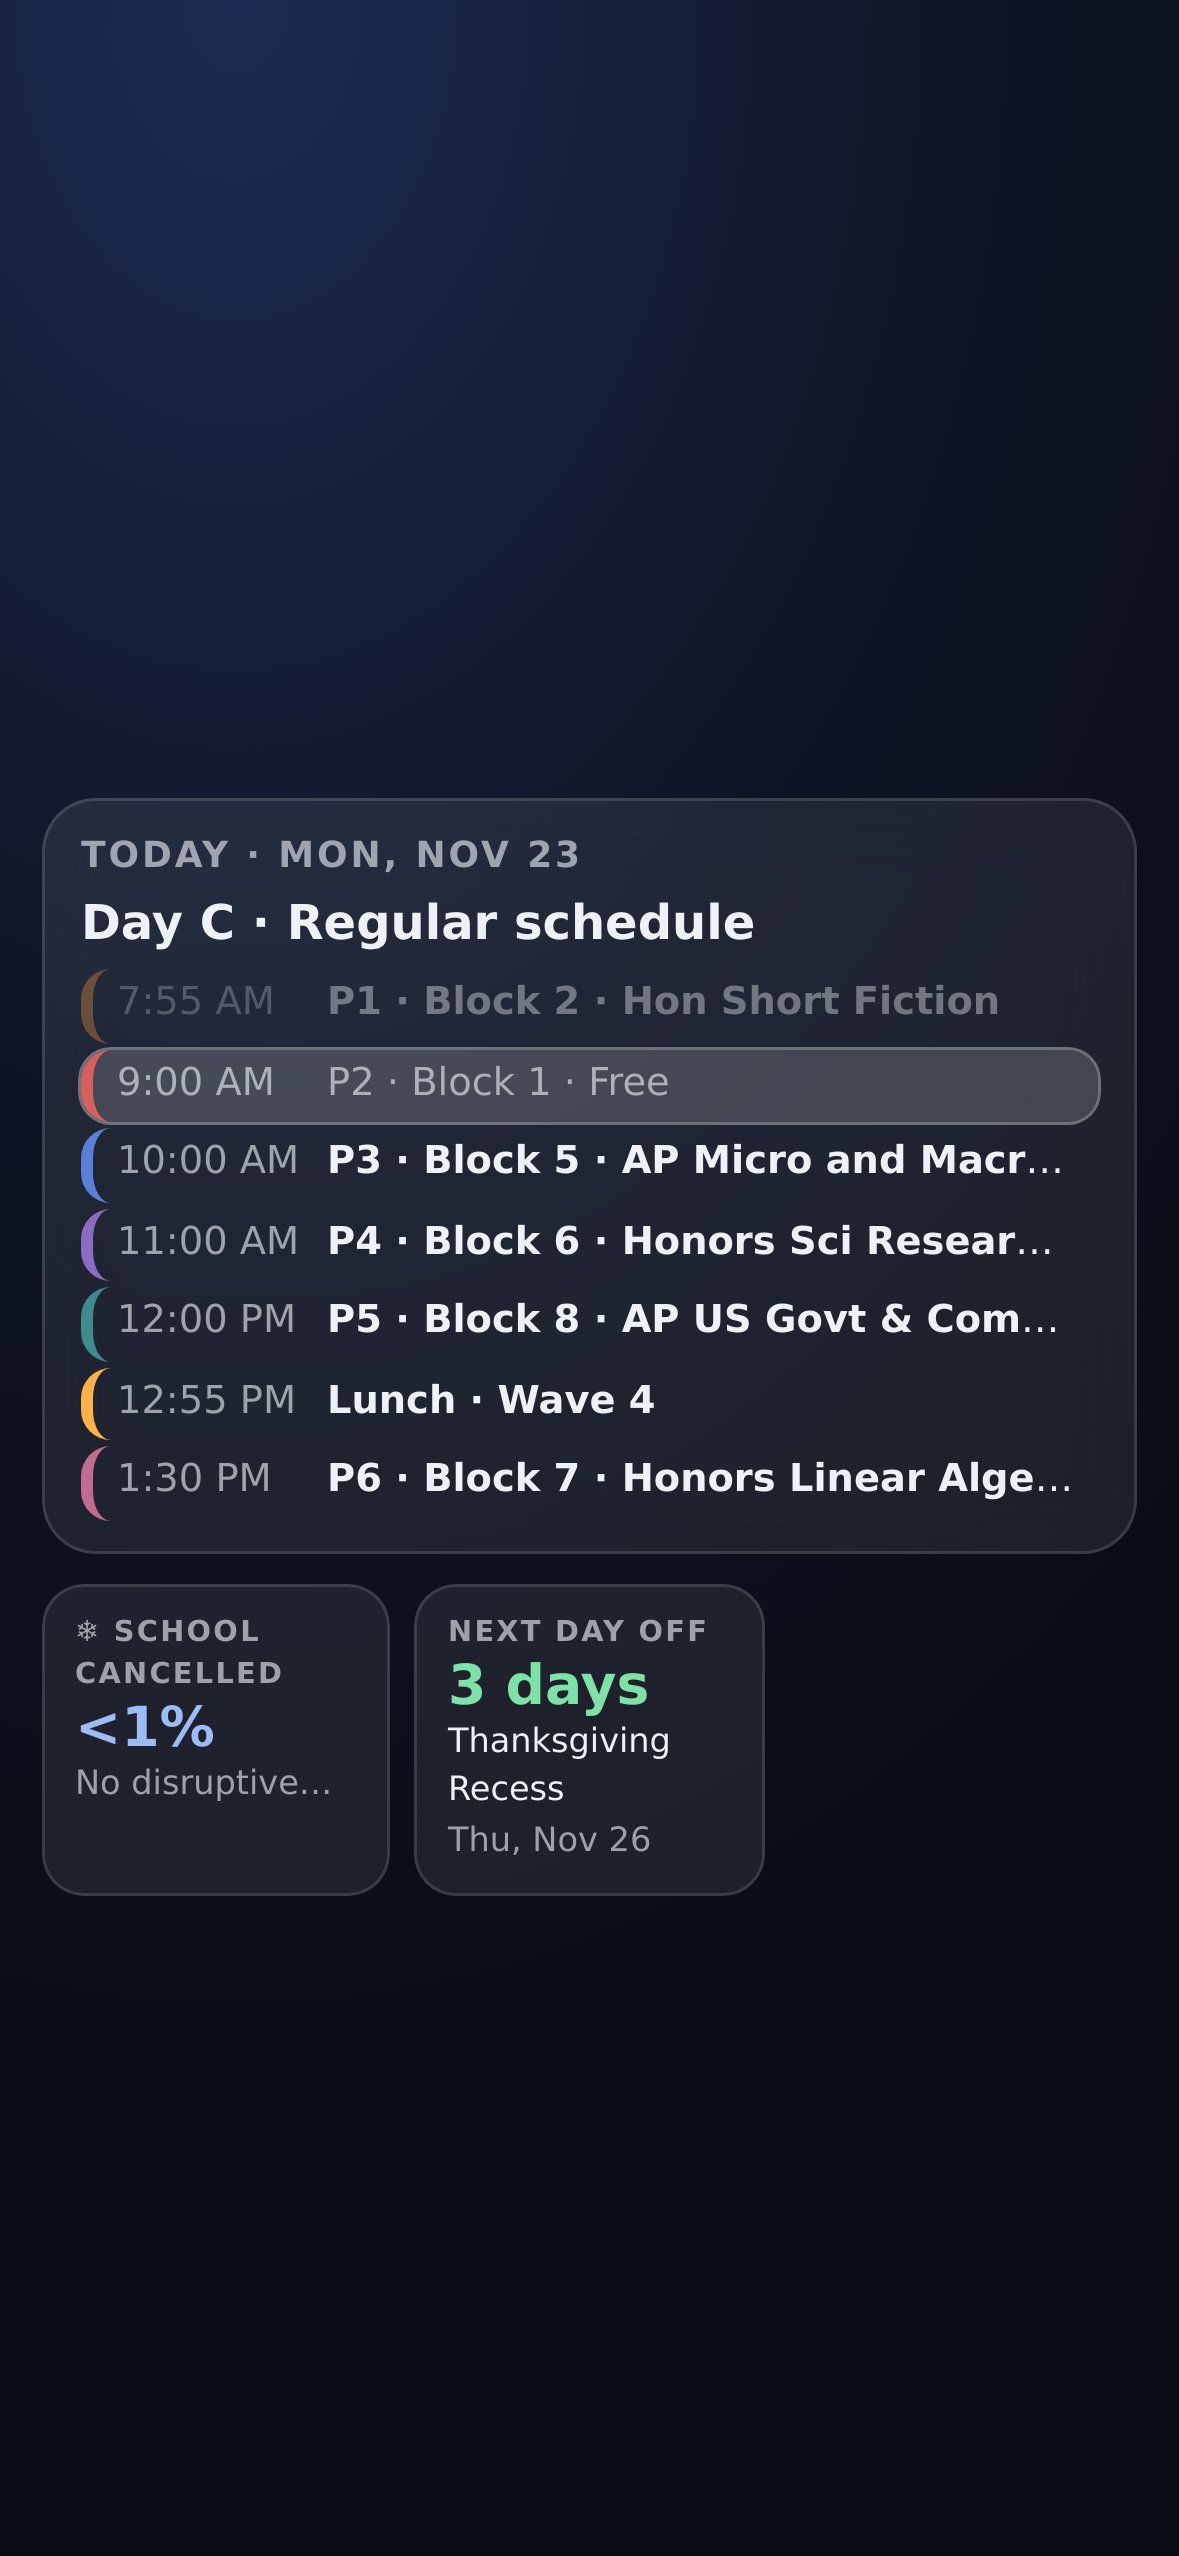 TODAY · MON, NOV 23
Day C · Regular schedule
7:55 AM P1 · Block 2 · Hon Short Fiction
9:00 AM P2 · Block 1 · Free
10:00 AM P3 · Block 5 · AP Micro and Macr…
11:00 AM P4 · Block 6 · Honors Sci Resear…
12:00 PM P5 · Block 8 · AP US Govt & Com…
12:55 PM Lunch · Wave 4
1:30 PM P6 · Block 7 · Honors Linear Alge…
❄ SCHOOL
CANCELLED
<1%
No disruptive…
NEXT DAY OFF
3 days
Thanksgiving
Recess
Thu, Nov 26